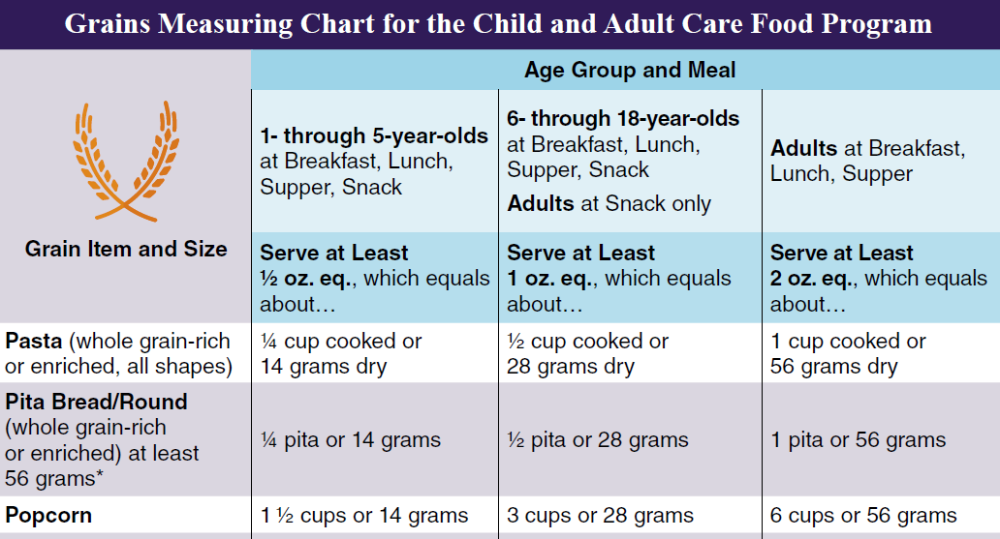 Grains Measuring Chart for the Child and Adult Care Food Program
Grain Item and Size
Age Group and Meal
1- through 5-year-olds
at Breakfast, Lunch,
Supper, Snack
6- through 18-year-olds
at Breakfast, Lunch,
Supper, Snack
Adults at Snack only
Adults at Breakfast,
Lunch, Supper
Serve at Least
½ oz. eq., which equals
about…
Serve at Least
1 oz. eq., which equals
about…
Serve at Least
2 oz. eq., which equals
about…
Pasta (whole grain-rich
or enriched, all shapes)
¼ cup cooked or
14 grams dry
½ cup cooked or
28 grams dry
1 cup cooked or
56 grams dry
Pita Bread/Round
(whole grain-rich
or enriched) at least
56 grams*
¼ pita or 14 grams
½ pita or 28 grams
1 pita or 56 grams
Popcorn
1 ½ cups or 14 grams
3 cups or 28 grams
6 cups or 56 grams